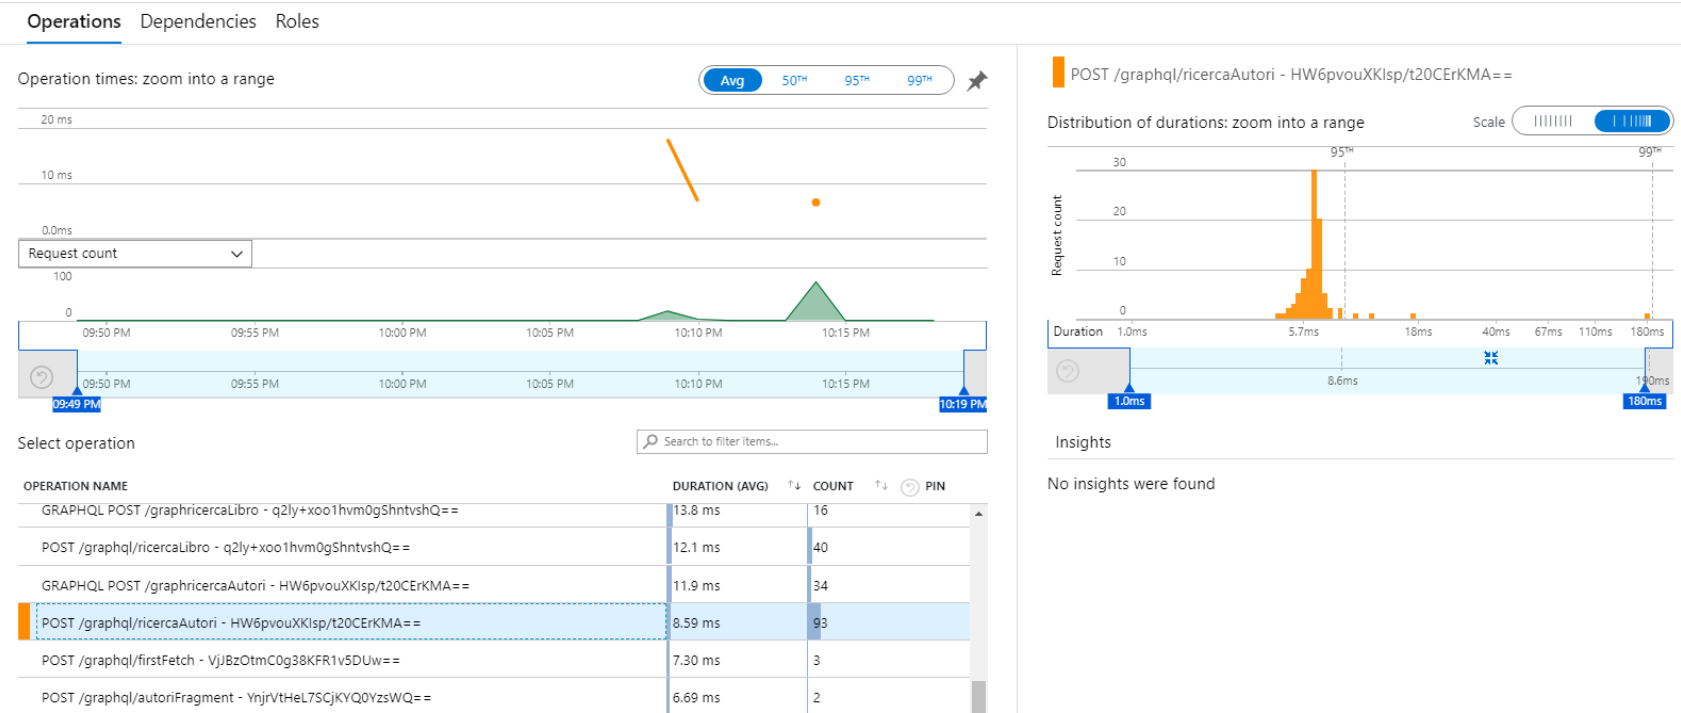 Operations Dependencies Roles
Operation times: zoom into a range
Avg 50TH 95TH 99TH
20 ms
10 ms
0.0ms
Request count
100
0
09:50 PM 09:55 PM 10:00 PM 10:05 PM 10:10 PM 10:15 PM
09:50 PM 09:55 PM 10:00 PM 10:05 PM 10:10 PM 10:15 PM
09:49 PM 10:19 PM
Select operation
Search to filter items...
OPERATION NAME DURATION (AVG) COUNT PIN
GRAPHQL POST /graphricercaLibro - q2ly+xoo1hvm0gShntvshQ== 13.8 ms 16
POST /graphql/ricercaLibro - q2ly+xoo1hvm0gShntvshQ== 12.1 ms 40
GRAPHQL POST /graphricercaAutori - HW6pvouXKIsp/t20CErKMA== 11.9 ms 34
POST /graphql/ricercaAutori - HW6pvouXKIsp/t20CErKMA== 8.59 ms 93
POST /graphql/firstFetch - VjJBzOtmC0g38KFR1v5DUw== 7.30 ms 3
POST /graphql/autoriFragment - YnjrVtHeL7SCjKYQ0YzsWQ== 6.69 ms 2
POST /graphql/ricercaAutori - HW6pvouXKIsp/t20CErKMA==
Distribution of durations: zoom into a range
Scale
95TH 99TH
Request count
30
20
10
0
Duration 1.0ms 5.7ms 18ms 40ms 67ms 110ms 180ms
8.6ms 190ms
1.0ms 180ms
Insights
No insights were found